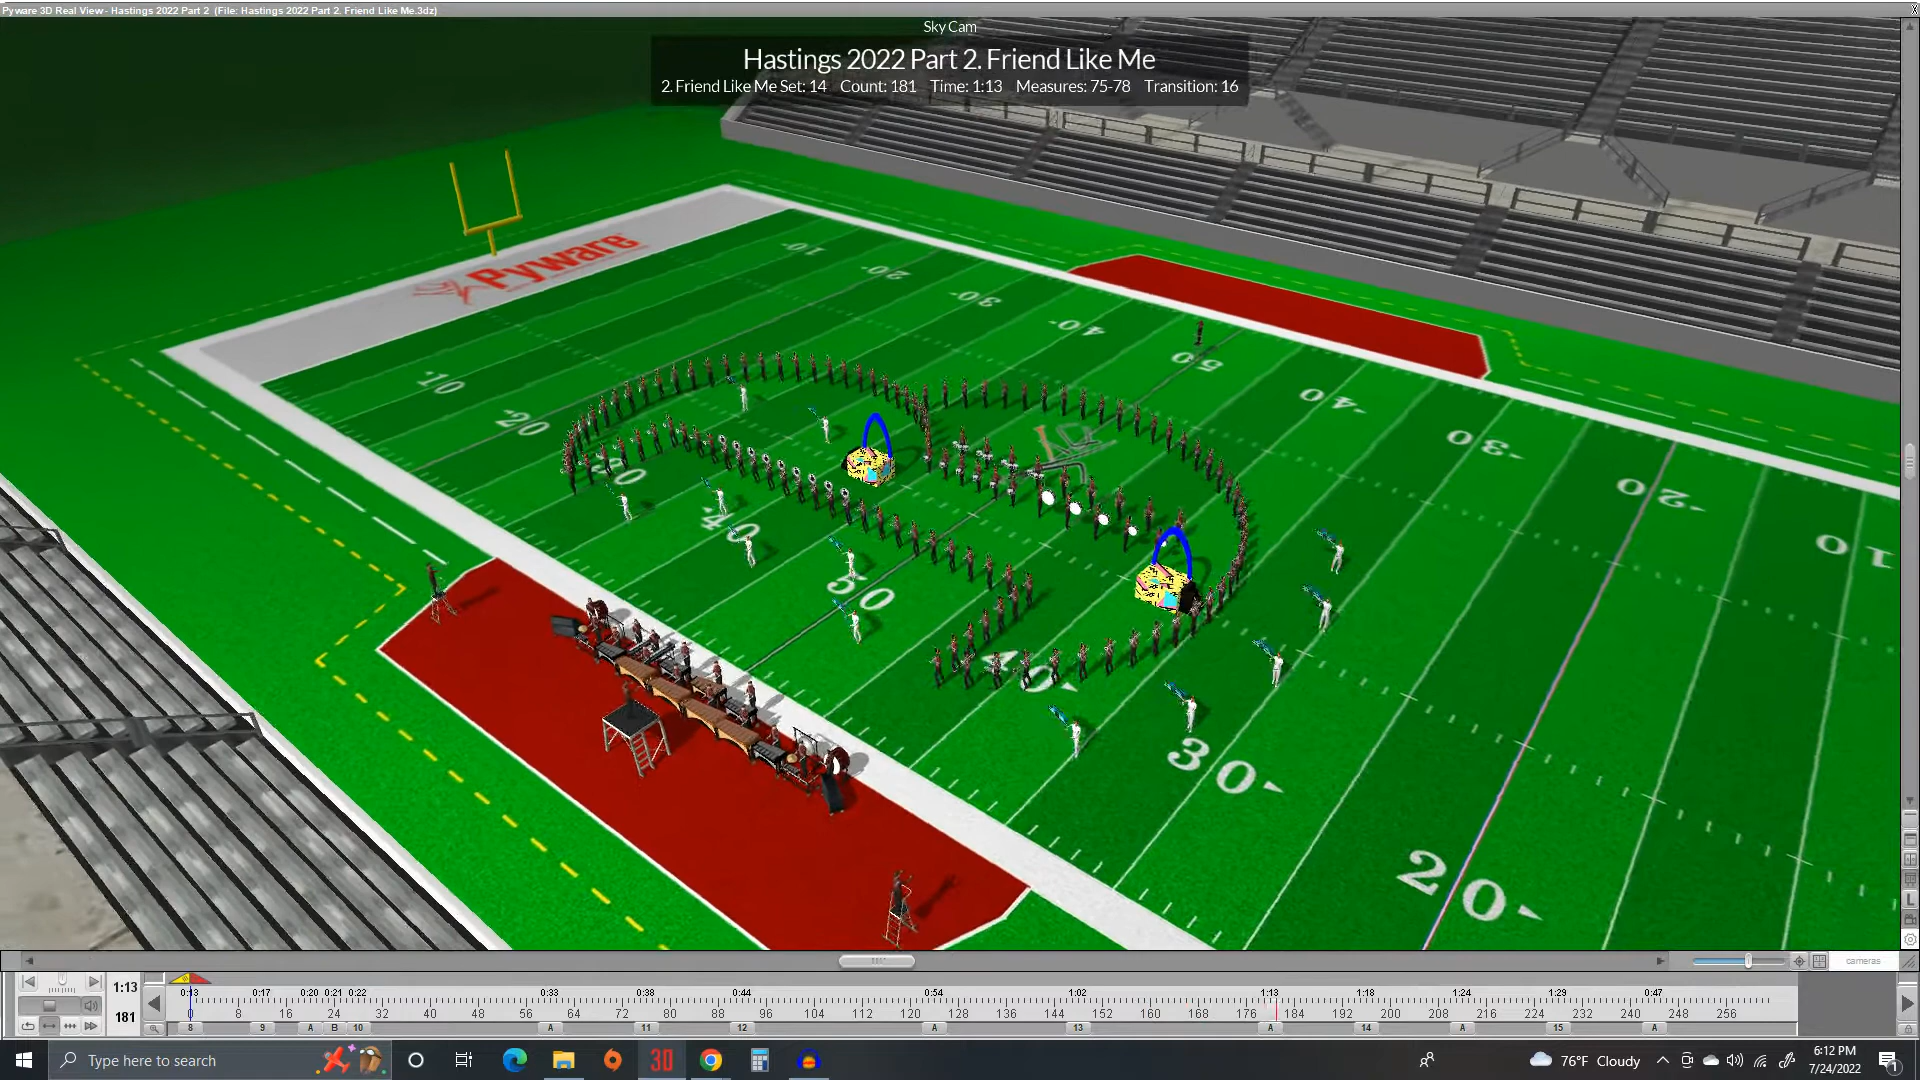 Pyware 3D Real View - Hastings 2022 Part 2 (File: Hastings 2022 Part 2. Friend Like Me.3dz) X
Sky Cam
Hastings 2022 Part 2. Friend Like Me
2. Friend Like Me Set: 14 Count: 181 Time: 1:13 Measures: 75-78 Transition: 16
Pyware
10 20 30 40 50 40 30 20 10
10 20 30 40 50 40 30 20
L
cameras
1:13 0:13 0:17 0:20 0:21 0:22 0:33 0:38 0:44 0:54 1:02 1:13 1:18 1:24 1:29 0:47
181 0 8 16 24 32 40 48 56 64 72 80 88 96 104 112 120 128 136 144 152 160 168 176 184 192 200 208 216 224 232 240 248 256
8 9 A B 10 A 11 12 A 13 A 14 A 15 A
Type here to search 3D 76°F Cloudy 6:12 PM
7/24/2022 1